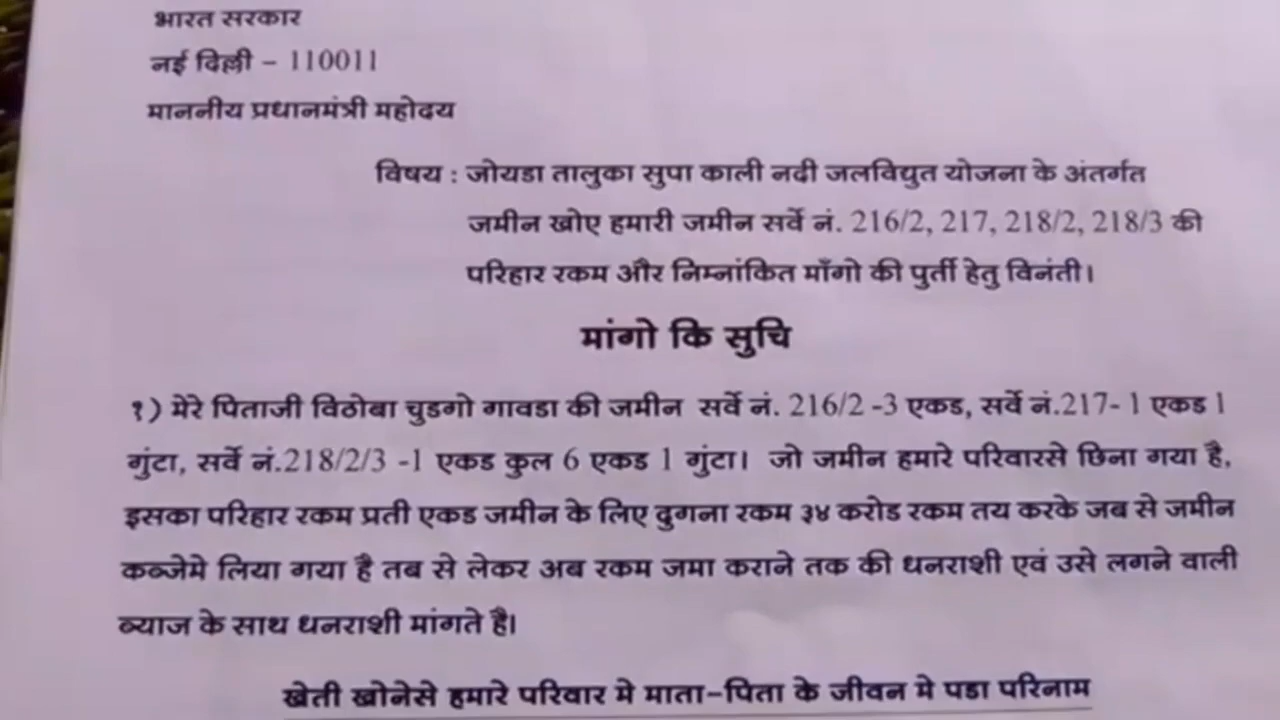 भारत सरकार
नई दिल्ली - 110011
माननीय प्रधानमंत्री महोदय
विषय : जोयडा तालुका सुपा काली नदी जलविद्युत योजना के अंतर्गत
जमीन खोए हमारी जमीन सर्वे नं. 216/2, 217, 218/2, 218/3 की
परिहार रकम और निम्नांकित माँगो की पुर्ती हेतु विनंती।
मांगो कि सुचि
१) मेरे पिताजी विठोबा चुडगो गावडा की जमीन सर्वे नं. 216/2 -3 एकड, सर्वे नं.217- 1 एकड 1
गुंटा, सर्वे नं.218/2/3 -1 एकड कुल 6 एकड 1 गुंटा। जो जमीन हमारे परिवारसे छिना गया है,
इसका परिहार रकम प्रती एकड जमीन के लिए दुगना रकम ३४ करोड रकम तय करके जब से जमीन
कब्जेमे लिया गया है तब से लेकर अब रकम जमा कराने तक की धनराशी एवं उसे लगने वाली
ब्याज के साथ धनराशी मांगते है।
खेती खोनेसे हमारे परिवार मे माता-पिता के जीवन मे पडा परिनाम